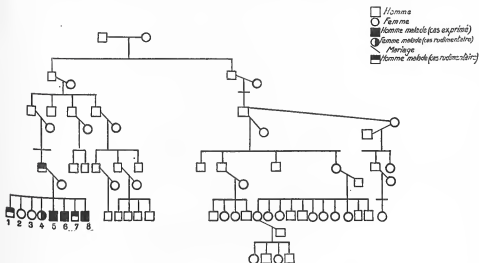 Homme
Femme
Homme malade (cas exprimé)
Femme malade (cas rudimentaire)
Mariage
Homme malade (cas rudimentaire)
1 2 3 4 5 6 7 8